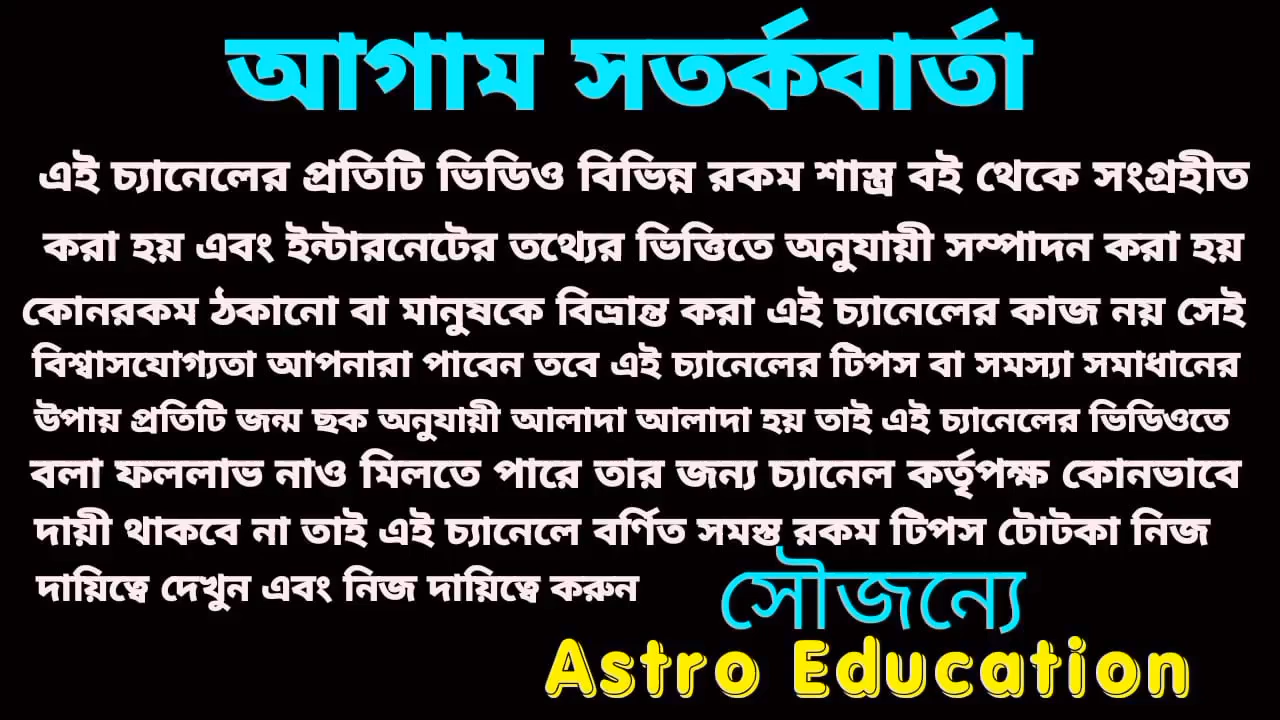 আগাম সতর্কবার্তা
এই চ্যানেলের প্রতিটি ভিডিও বিভিন্ন রকম শাস্ত্র বই থেকে সংগ্রহীত
করা হয় এবং ইন্টারনেটের তথ্যের ভিত্তিতে অনুযায়ী সম্পাদন করা হয়
কোনরকম ঠকানো বা মানুষকে বিভ্রান্ত করা এই চ্যানেলের কাজ নয় সেই
বিশ্বাসযোগ্যতা আপনারা পাবেন তবে এই চ্যানেলের টিপস বা সমস্যা সমাধানের
উপায় প্রতিটি জন্ম ছক অনুযায়ী আলাদা আলাদা হয় তাই এই চ্যানেলের ভিডিওতে
বলা ফললাভ নাও মিলতে পারে তার জন্য চ্যানেল কর্তৃপক্ষ কোনভাবে
দায়ী থাকবে না তাই এই চ্যানেলে বর্ণিত সমস্ত রকম টিপস টোটকা নিজ
দায়িত্বে দেখুন এবং নিজ দায়িত্বে করুন
সৌজন্যে
Astro Education